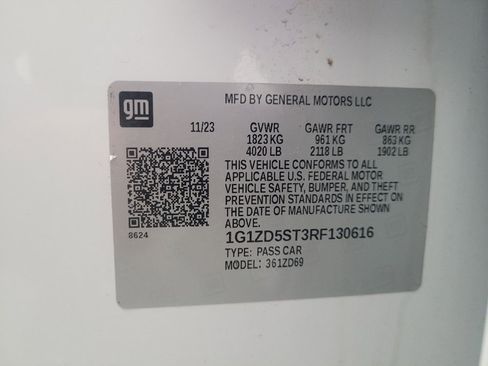 gm
MFD BY GENERAL MOTORS LLC
11/23 GVWR GAWR FRT GAWR RR
1823 KG 961 KG 863 KG
4020 LB 2118 LB 1902 LB
THIS VEHICLE CONFORMS TO ALL
APPLICABLE U.S. FEDERAL MOTOR
VEHICLE SAFETY, BUMPER, AND THEFT
PREVENTION STANDARDS IN EFFECT ON
THE DATE OF MANUFACTURE SHOWN
ABOVE.
8624
1G1ZD5ST3RF130616
TYPE: PASS CAR
MODEL: 361ZD69